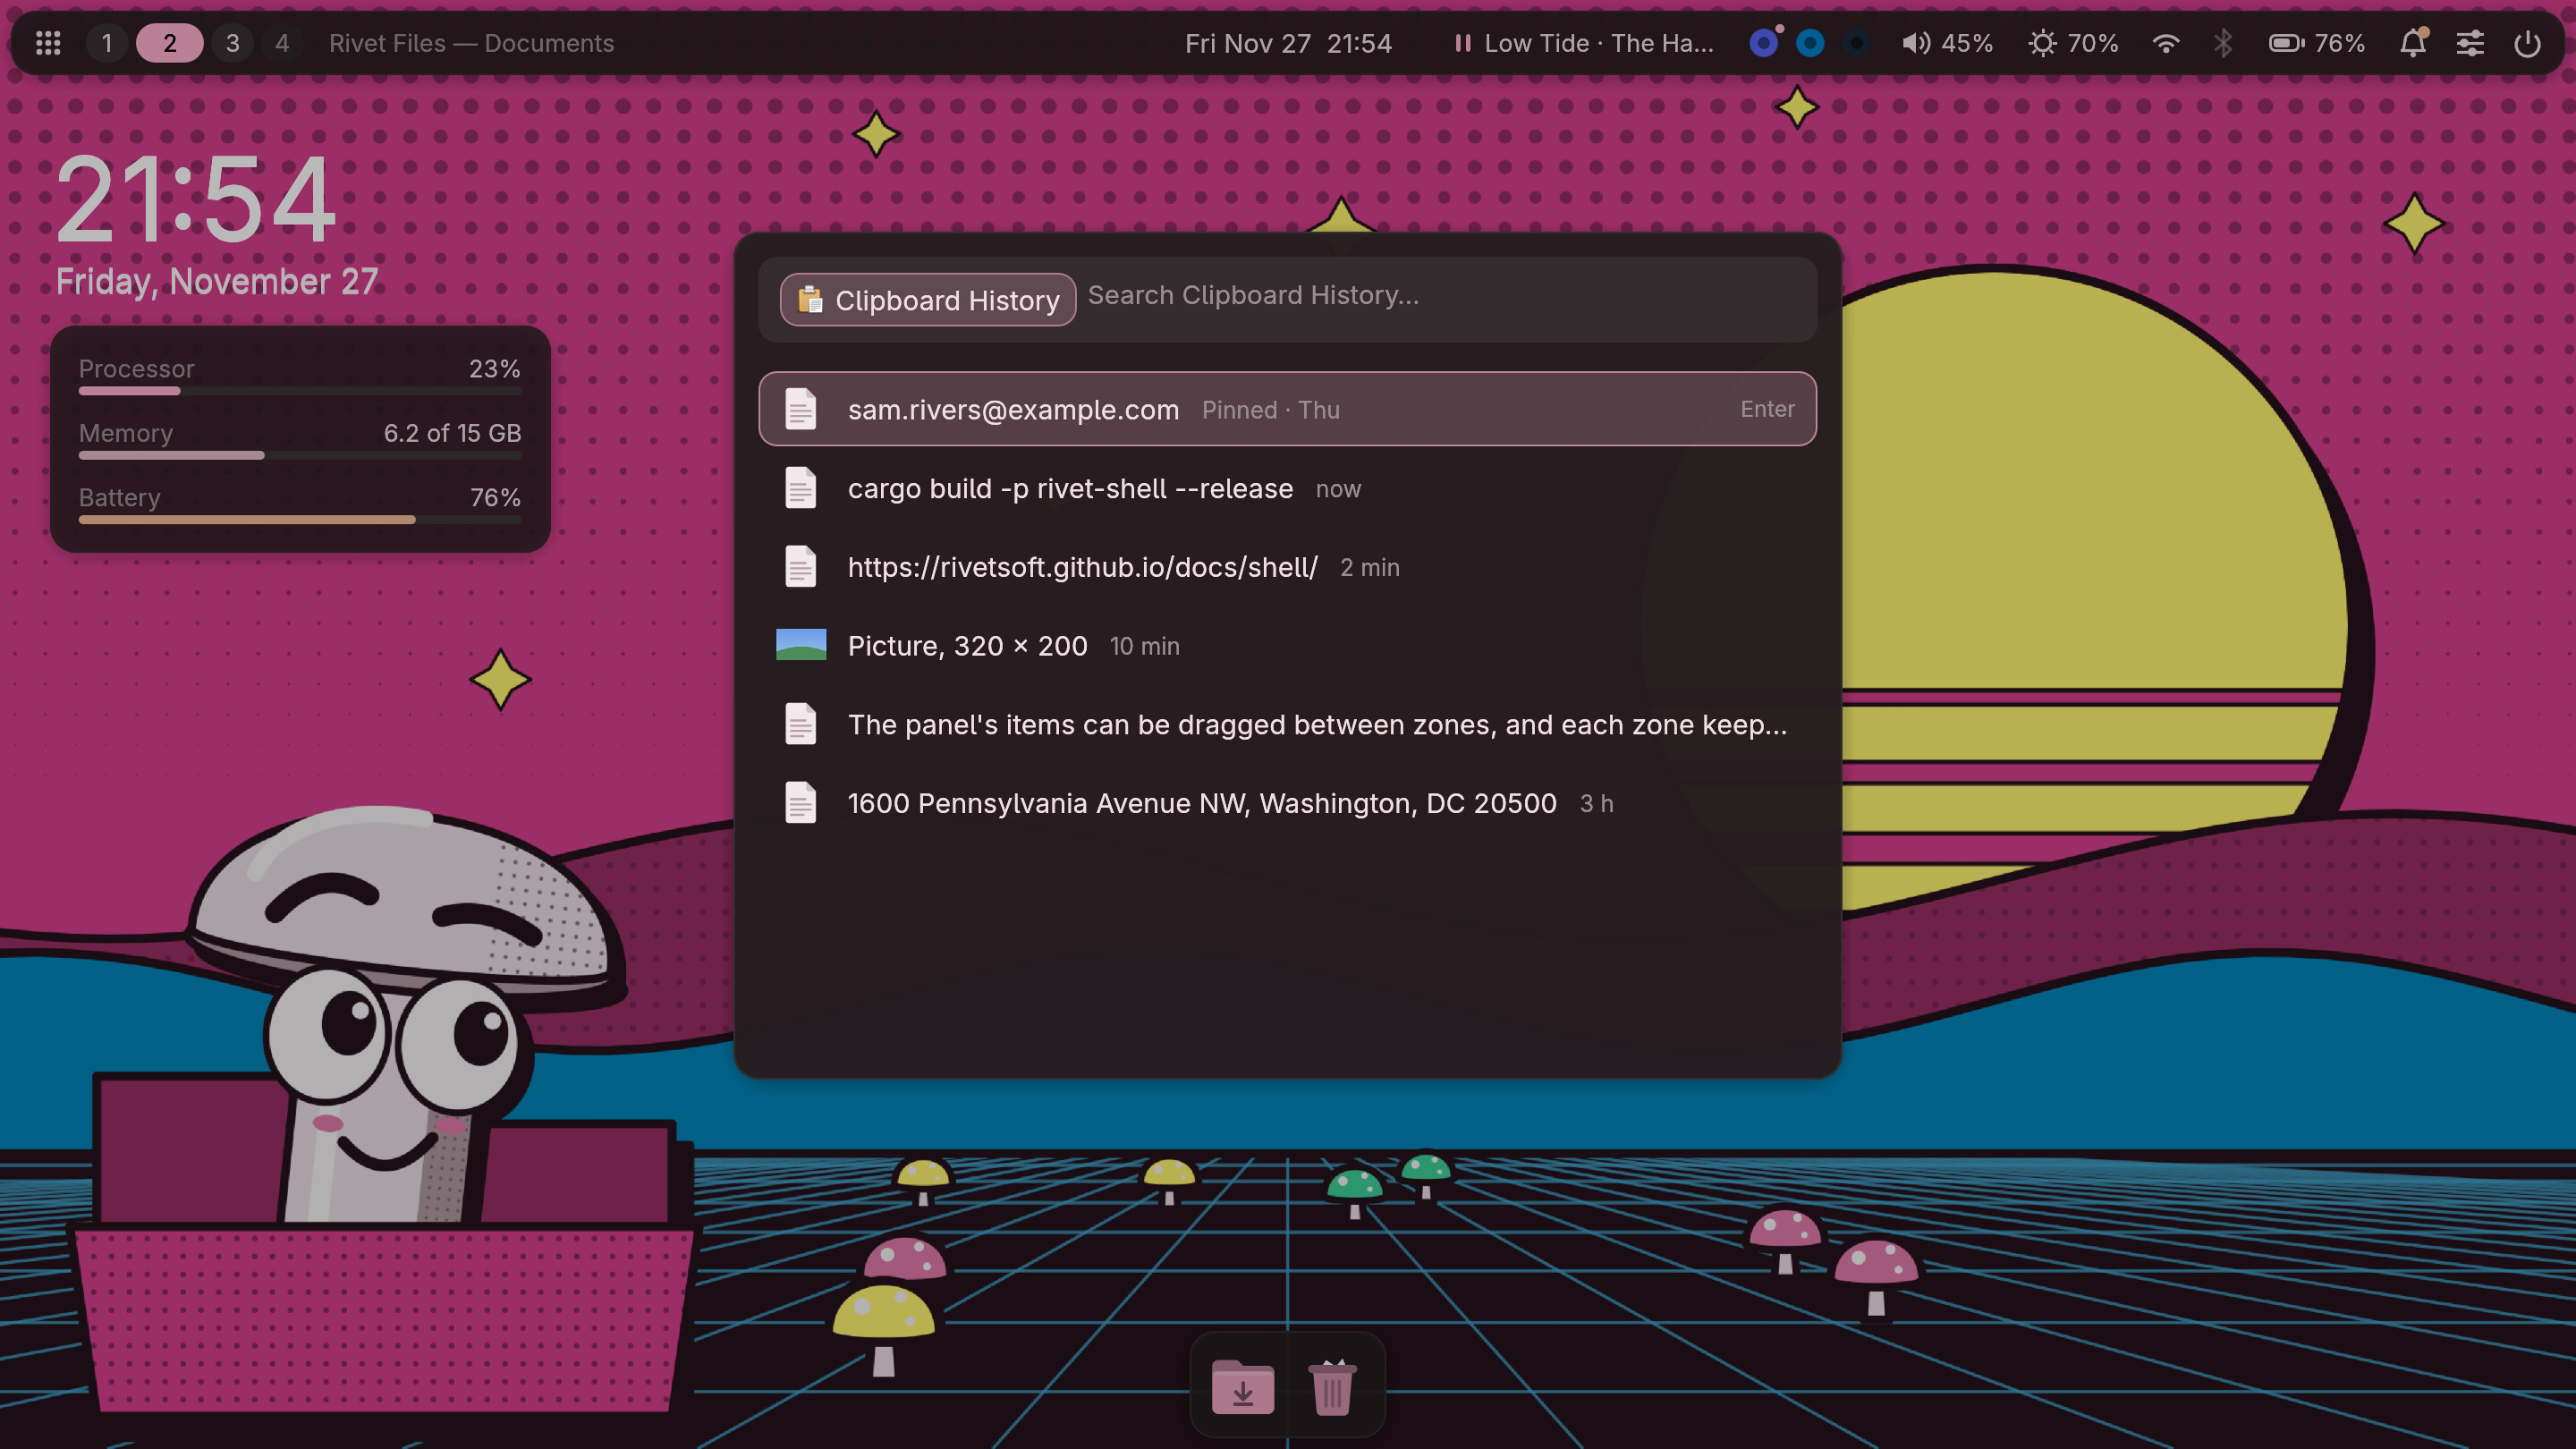 1 2 3 4 Rivet Files — Documents Fri Nov 27 21:54 Low Tide · The Ha... 45% 70% 76%
21:54
Friday, November 27
Processor 23%
Memory 6.2 of 15 GB
Battery 76%
Clipboard History Search Clipboard History...
sam.rivers@example.com Pinned · Thu Enter
cargo build -p rivet-shell --release now
https://rivetsoft.github.io/docs/shell/ 2 min
Picture, 320 × 200 10 min
The panel's items can be dragged between zones, and each zone keep...
1600 Pennsylvania Avenue NW, Washington, DC 20500 3 h